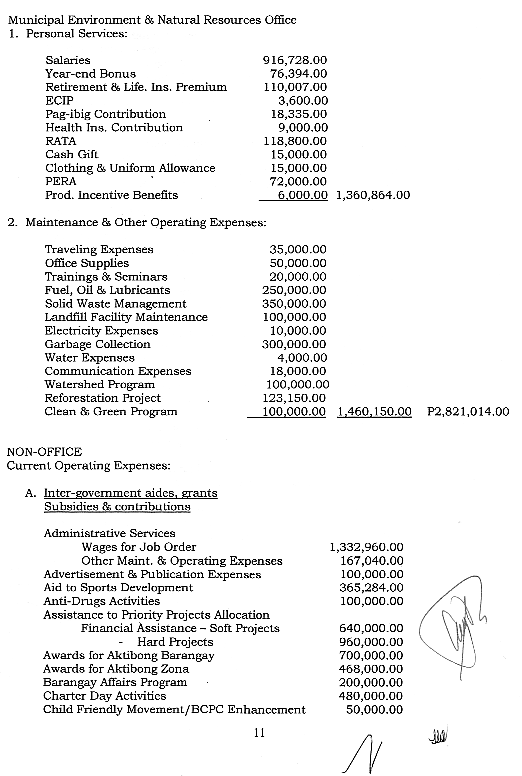 Municipal Environment & Natural Resources Office
1. Personal Services:
Salaries 916,728.00
Year-end Bonus 76,394.00
Retirement & Life. Ins. Premium 110,007.00
ECIP 3,600.00
Pag-ibig Contribution 18,335.00
Health Ins. Contribution 9,000.00
RATA 118,800.00
Cash Gift 15,000.00
Clothing & Uniform Allowance 15,000.00
PERA 72,000.00
Prod. Incentive Benefits 6,000.00 1,360,864.00
2. Maintenance & Other Operating Expenses:
Traveling Expenses 35,000.00
Office Supplies 50,000.00
Trainings & Seminars 20,000.00
Fuel, Oil & Lubricants 250,000.00
Solid Waste Management 350,000.00
Landfill Facility Maintenance 100,000.00
Electricity Expenses 10,000.00
Garbage Collection 300,000.00
Water Expenses 4,000.00
Communication Expenses 18,000.00
Watershed Program 100,000.00
Reforestation Project 123,150.00
Clean & Green Program 100,000.00 1,460,150.00 P2,821,014.00
NON-OFFICE
Current Operating Expenses:
A. Inter-government aides, grants
Subsidies & contributions
Administrative Services
Wages for Job Order 1,332,960.00
Other Maint. & Operating Expenses 167,040.00
Advertisement & Publication Expenses 100,000.00
Aid to Sports Development 365,284.00
Anti-Drugs Activities 100,000.00
Assistance to Priority Projects Allocation
Financial Assistance – Soft Projects 640,000.00
- Hard Projects 960,000.00
Awards for Aktibong Barangay 700,000.00
Awards for Aktibong Zona 468,000.00
Barangay Affairs Program 200,000.00
Charter Day Activities 480,000.00
Child Friendly Movement/BCPC Enhancement 50,000.00
11